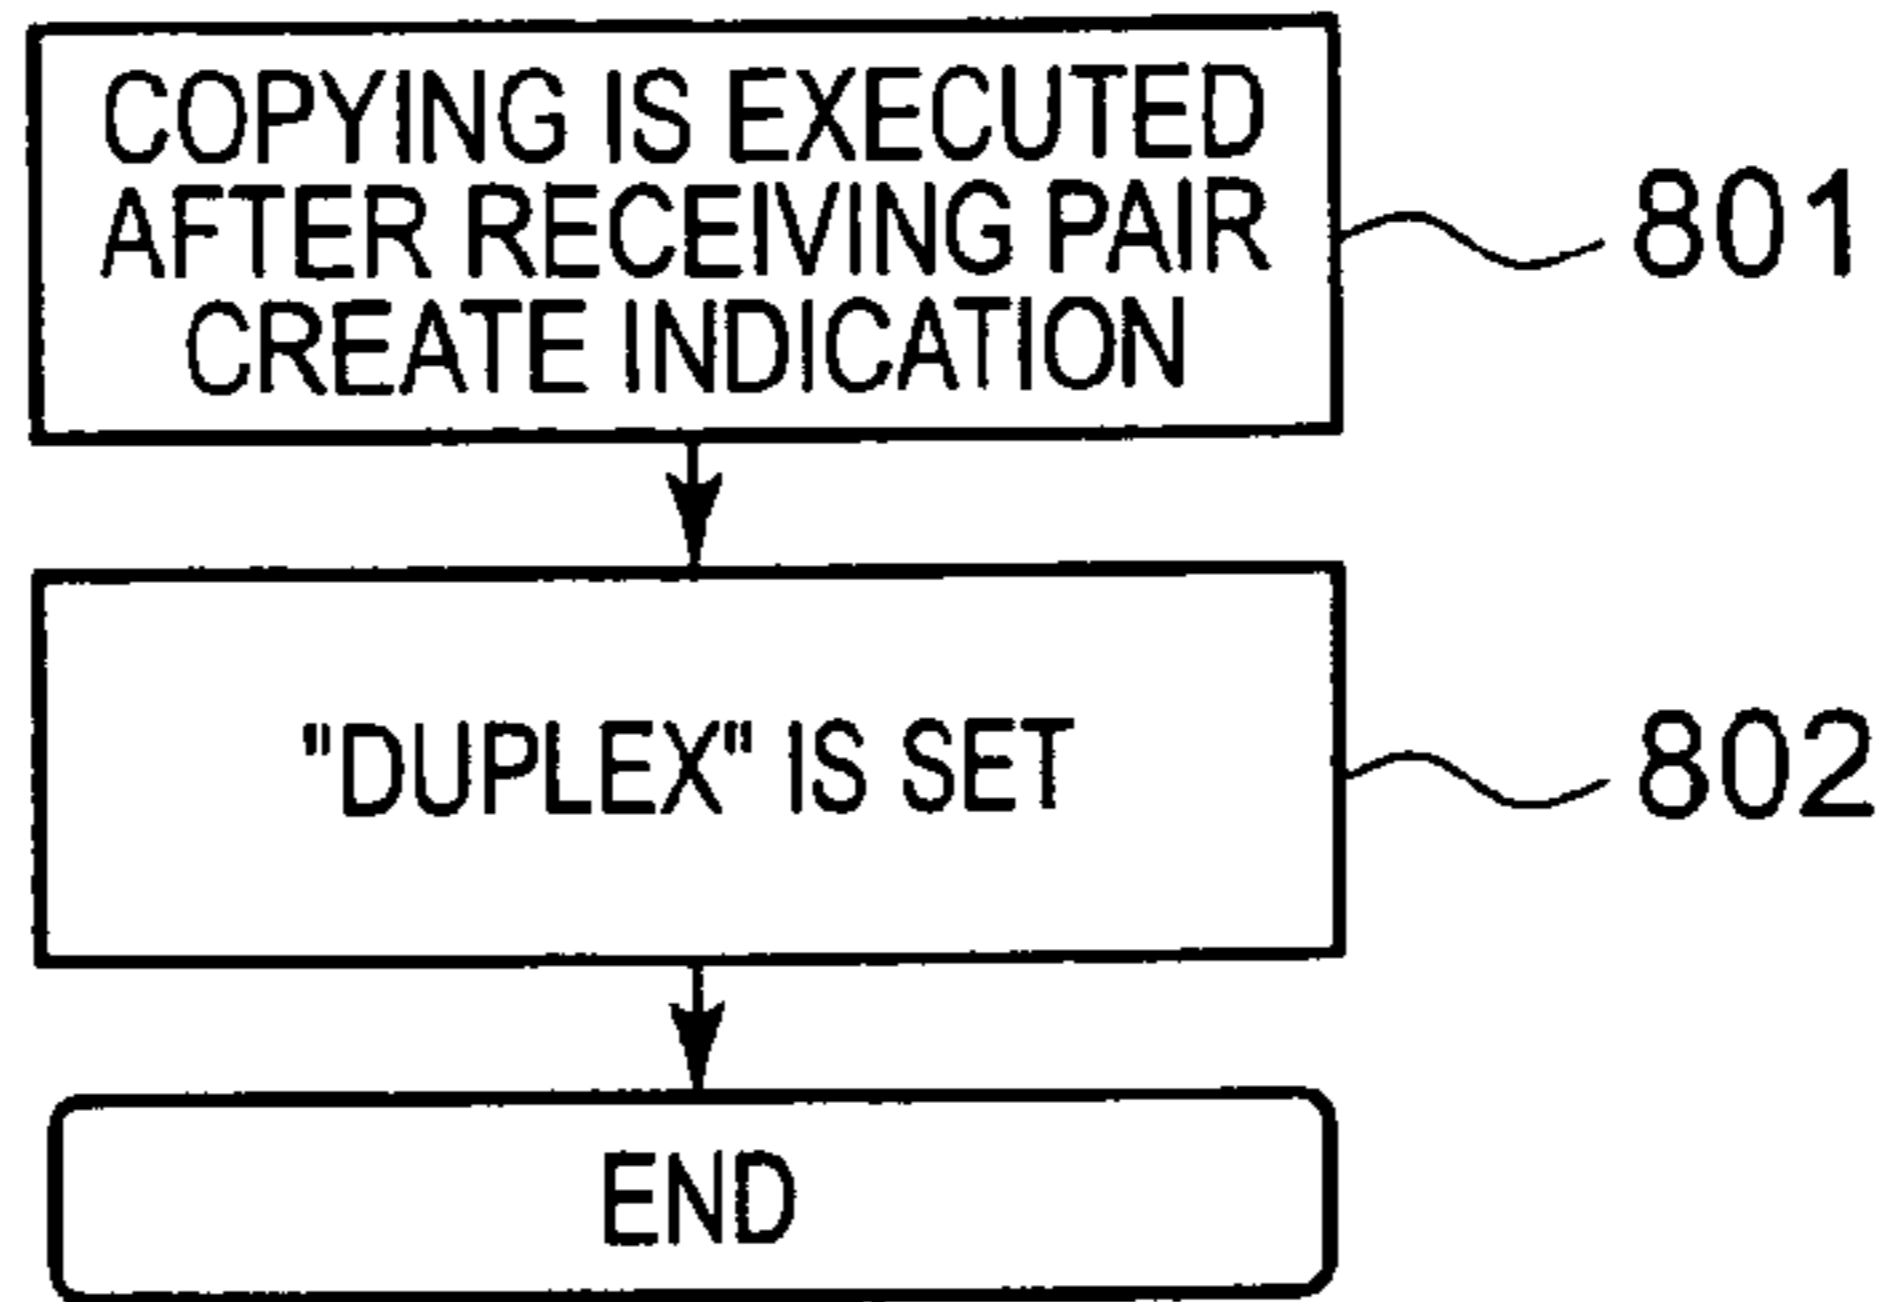 COPYING IS EXECUTED
AFTER RECEIVING PAIR
CREATE INDICATION
801
"DUPLEX" IS SET
802
END